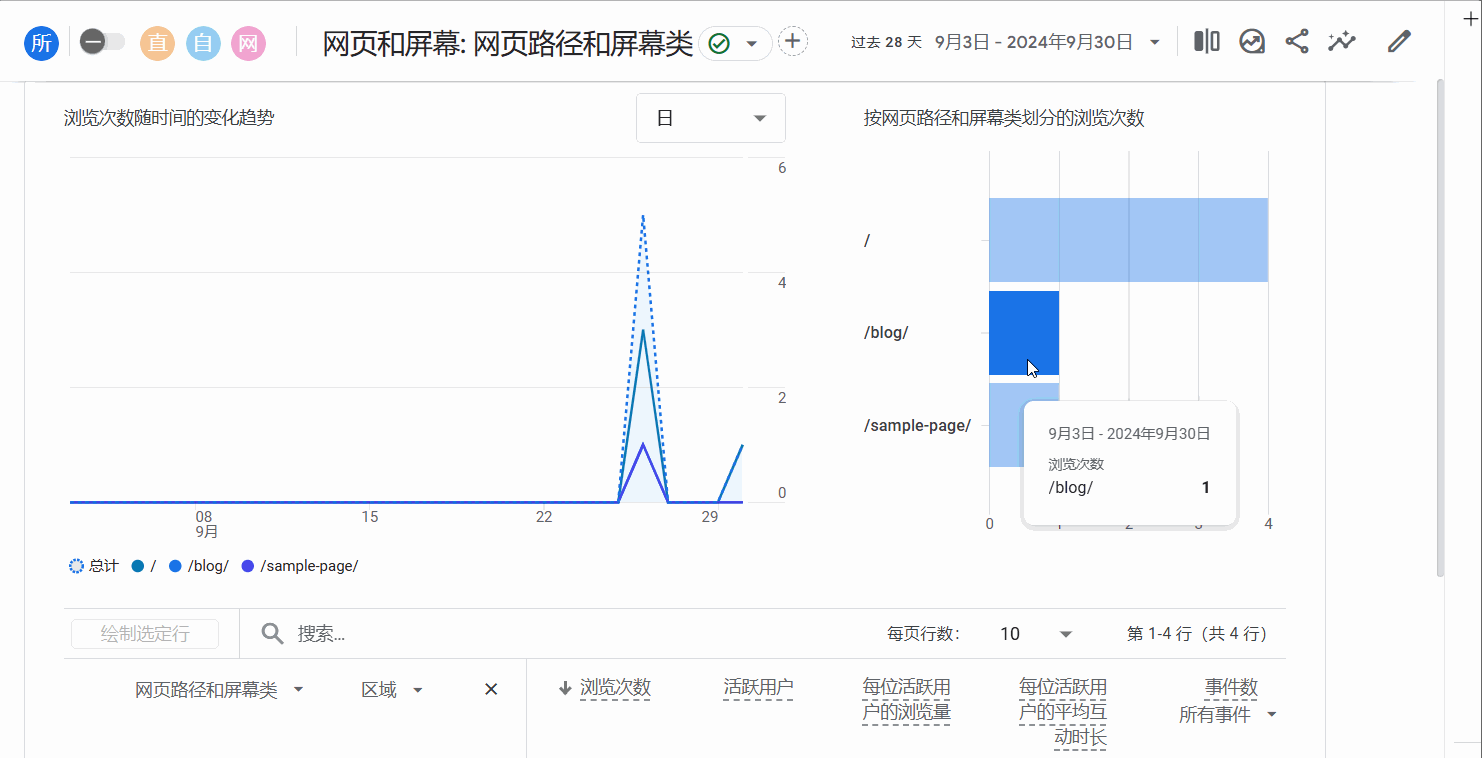 所 直 自 网 网页和屏幕: 网页路径和屏幕类 过去 28 天 9月3日 - 2024年9月30日
浏览次数随时间的变化趋势 日
6
4
2
0
08 15 22 29
9月
总计 / /blog/ /sample-page/
按网页路径和屏幕类划分的浏览次数
/
/blog/
/sample-page/
0 4
9月3日 - 2024年9月30日
浏览次数
/blog/ 1
绘制选定行 搜索... 每页行数: 10 第 1-4 行（共 4 行）
网页路径和屏幕类 区域 浏览次数 活跃用户 每位活跃用 每位活跃用 事件数
户的浏览量 户的平均互 所有事件
动时长